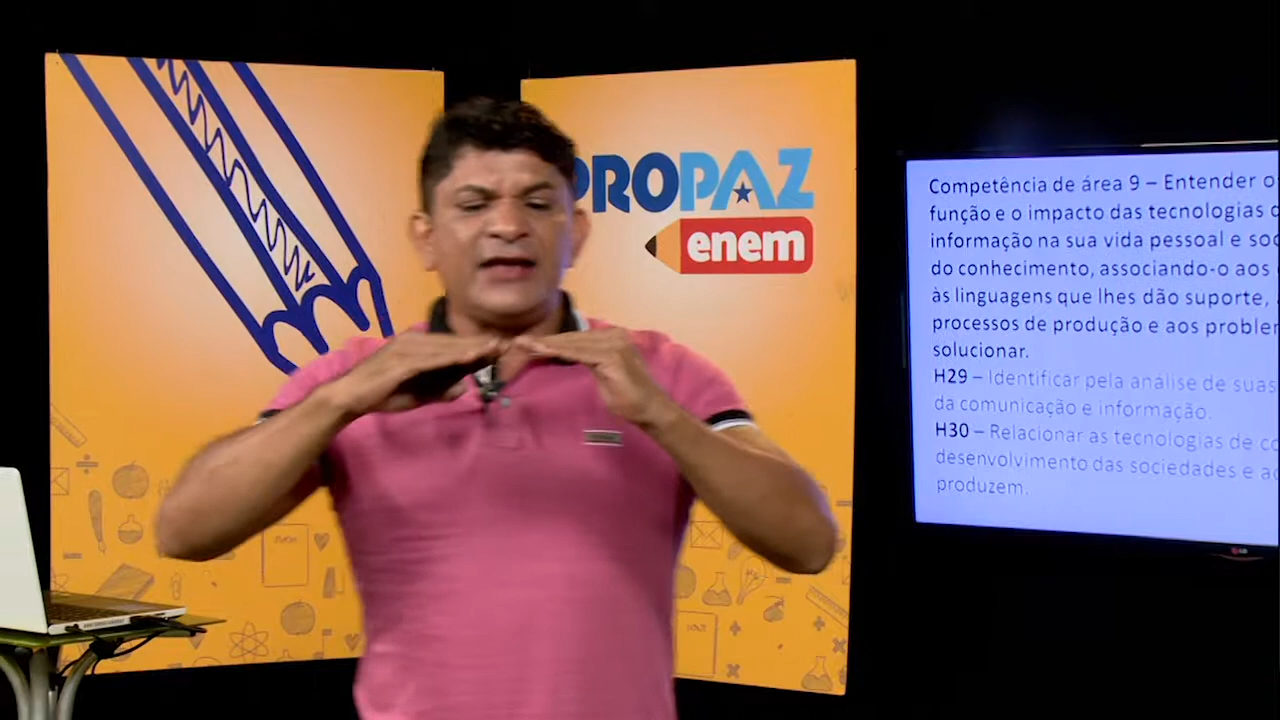 PROPAZ
enem
Competência de área 9 – Entender o
função e o impacto das tecnologias
informação na sua vida pessoal e soc
do conhecimento, associando-o aos
às linguagens que lhes dão suporte,
processos de produção e aos problem
solucionar.
H29 – Identificar pela análise de suas
da comunicação e informação.
H30 – Relacionar as tecnologias de co
desenvolvimento das sociedades e ao
produzem.
LG